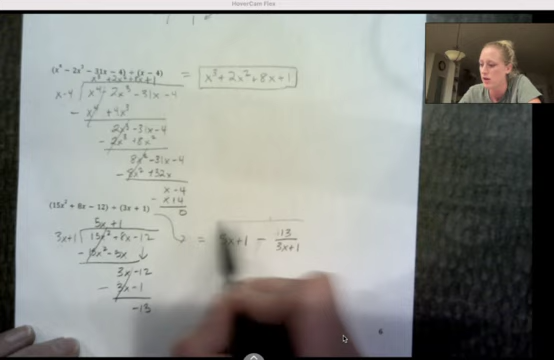 HoverCam Flex
(x⁴ − 2x³ − 31x − 4) ÷ (x − 4)
x³+2x²+8x+1
= x³+2x²+8x+1
x-4 x⁴-2x³-31x-4
- x⁴+4x³
2x³-31x-4
- 2x³+8x²
8x²-31x-4
- 8x²+32x
x-4
- x+4
0
(15x² + 8x − 12) ÷ (3x + 1)
5x+1
3x+1 15x²+8x-12
= 5x+1 - 13/3x+1
- 15x²-5x
3x-12
- 3x-1
-13
6